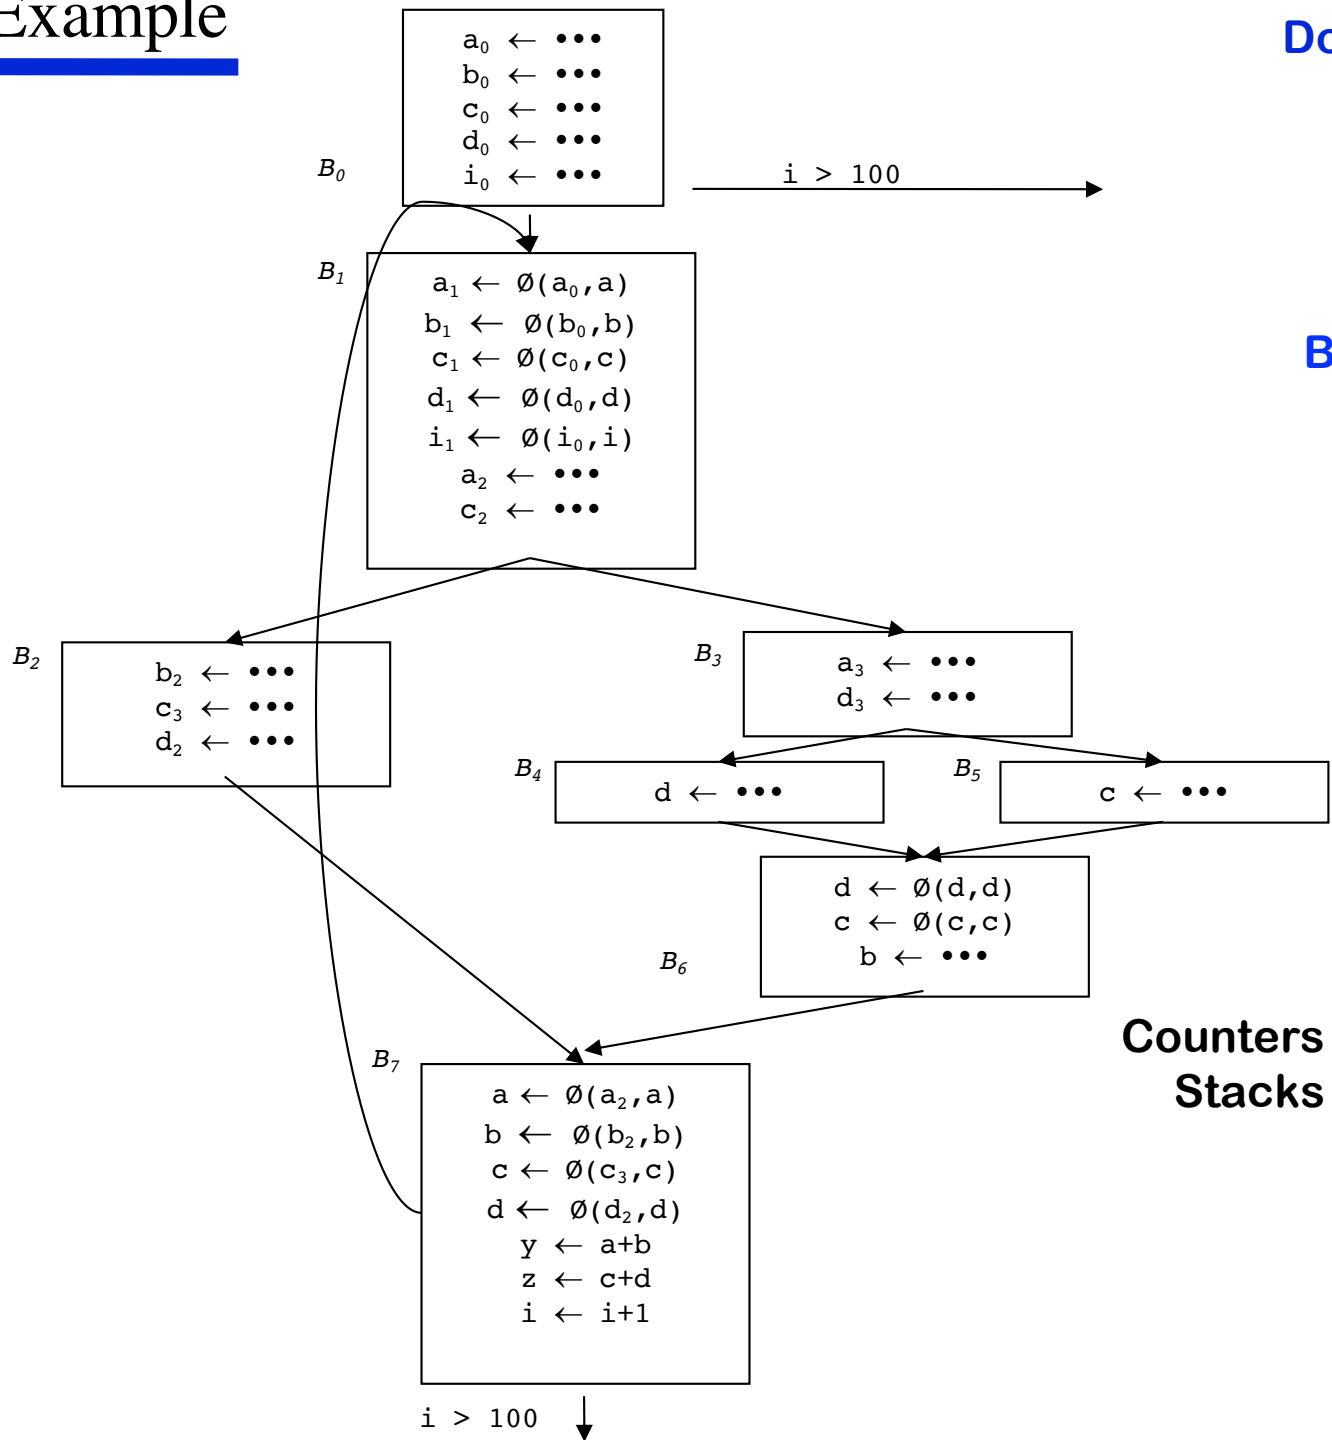 Example
Do
a₀ ← •••
b₀ ← •••
c₀ ← •••
d₀ ← •••
i₀ ← •••
B₀
i > 100
B₁
a₁ ← Ø(a₀,a)
b₁ ← Ø(b₀,b)
c₁ ← Ø(c₀,c)
d₁ ← Ø(d₀,d)
i₁ ← Ø(i₀,i)
a₂ ← •••
c₂ ← •••
B
B₂
b₂ ← •••
c₃ ← •••
d₂ ← •••
B₃
a₃ ← •••
d₃ ← •••
B₄
d ← •••
B₅
c ← •••
d ← Ø(d,d)
c ← Ø(c,c)
b ← •••
B₆
Counters
Stacks
B₇
a ← Ø(a₂,a)
b ← Ø(b₂,b)
c ← Ø(c₃,c)
d ← Ø(d₂,d)
y ← a+b
z ← c+d
i ← i+1
i > 100